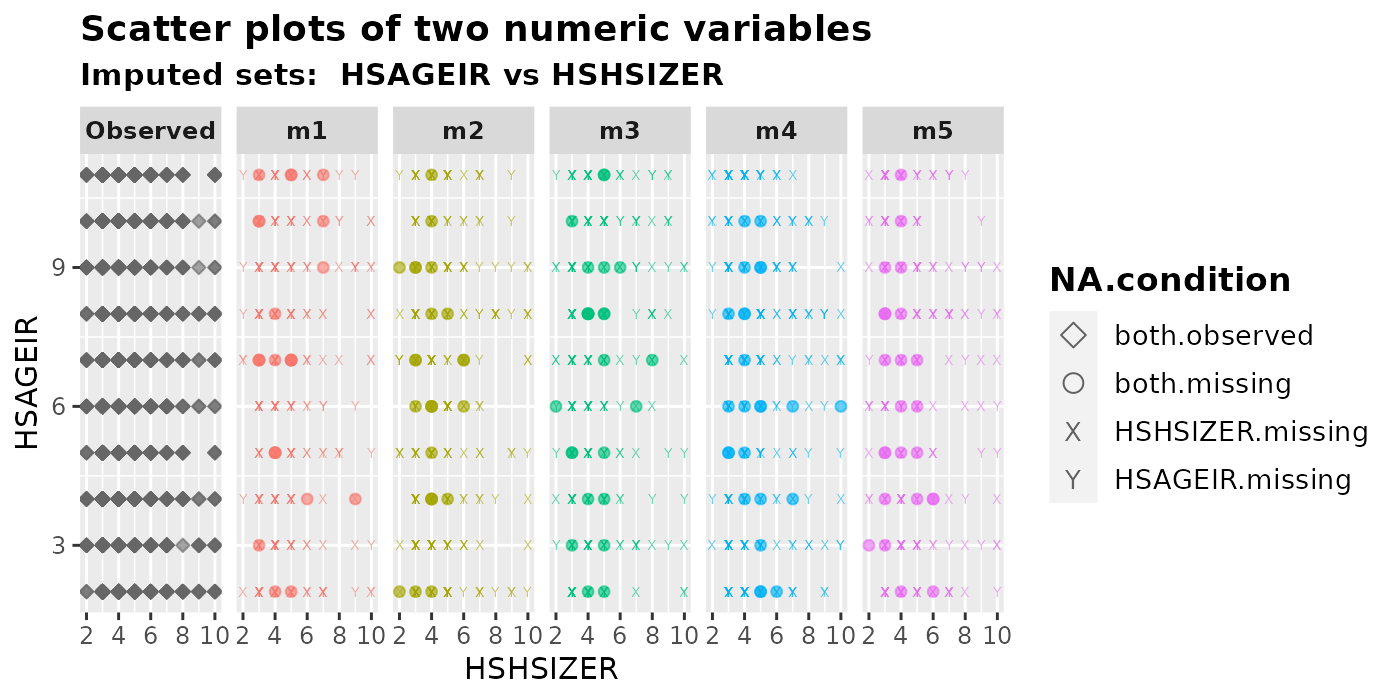 Scatter plots of two numeric variables
Imputed sets:  HSAGEIR vs HSHSIZER
Observed m1 m2 m3 m4 m5
9
6
3
HSAGEIR
2 4 6 8 10 2 4 6 8 10 2 4 6 8 10 2 4 6 8 10 2 4 6 8 10 2 4 6 8 10
HSHSIZER
NA.condition
both.observed
both.missing
X HSHSIZER.missing
Y HSAGEIR.missing